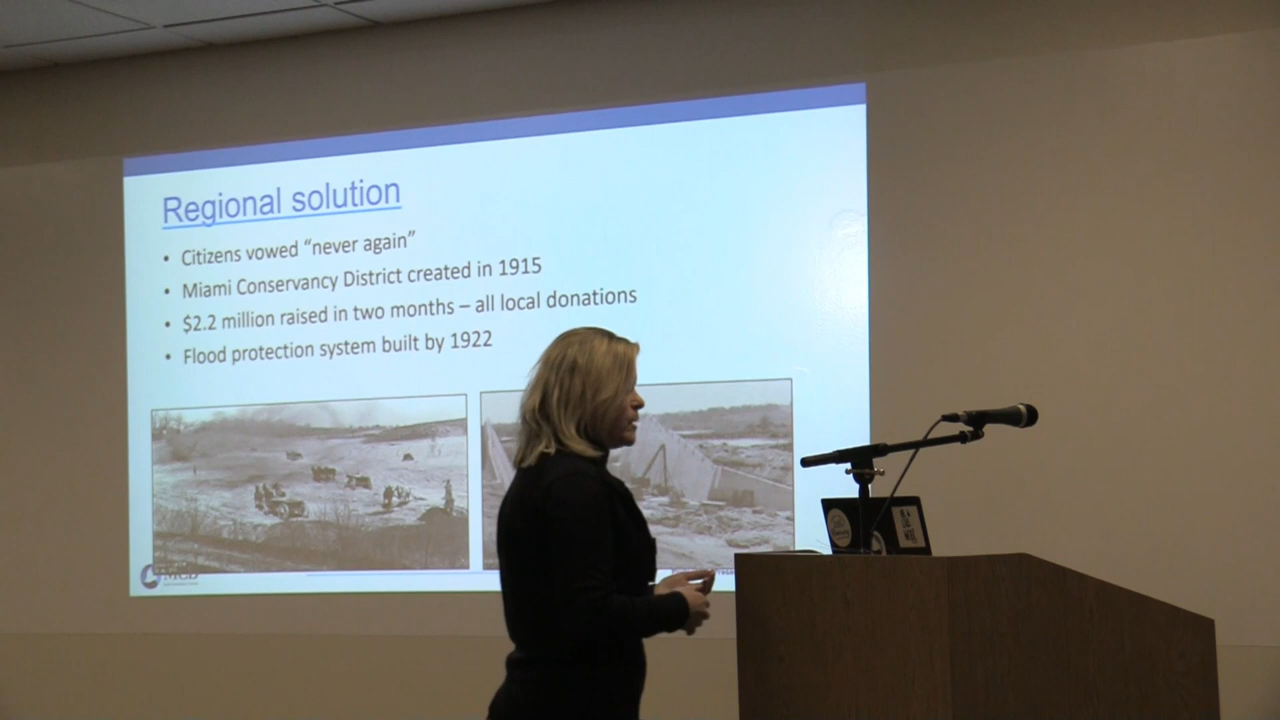 Regional solution
• Citizens vowed “never again”
• Miami Conservancy District created in 1915
• $2.2 million raised in two months – all local donations
• Flood protection system built by 1922
MCD